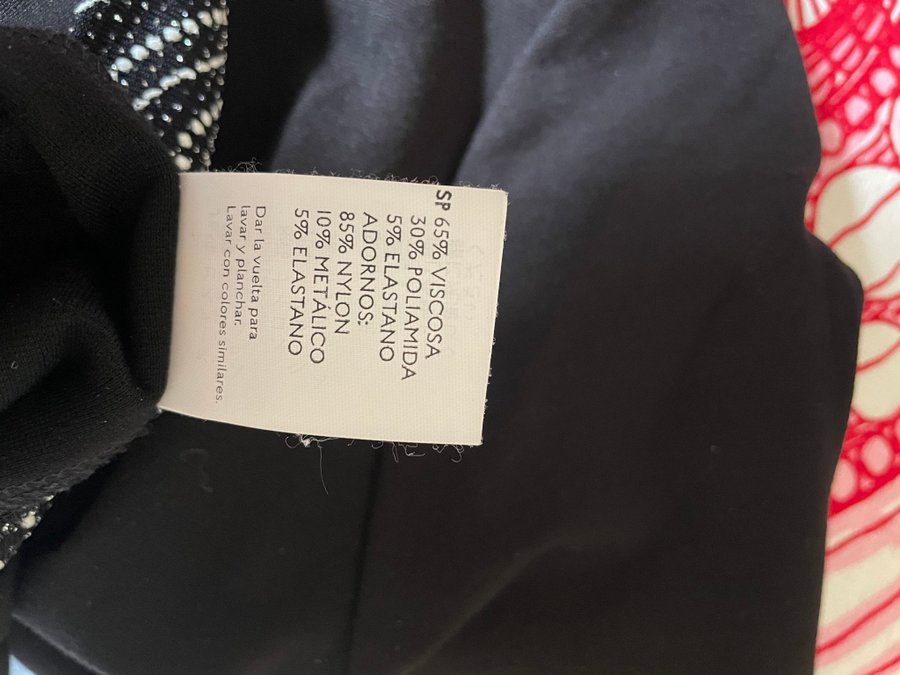 SP 65% VISCOSA
30% POLIAMIDA
5% ELASTANO
ADORNOS:
85% NYLON
10% METÁLICO
5% ELASTANO
Dar la vuelta para
lavar y planchar.
Lavar con colores similares.